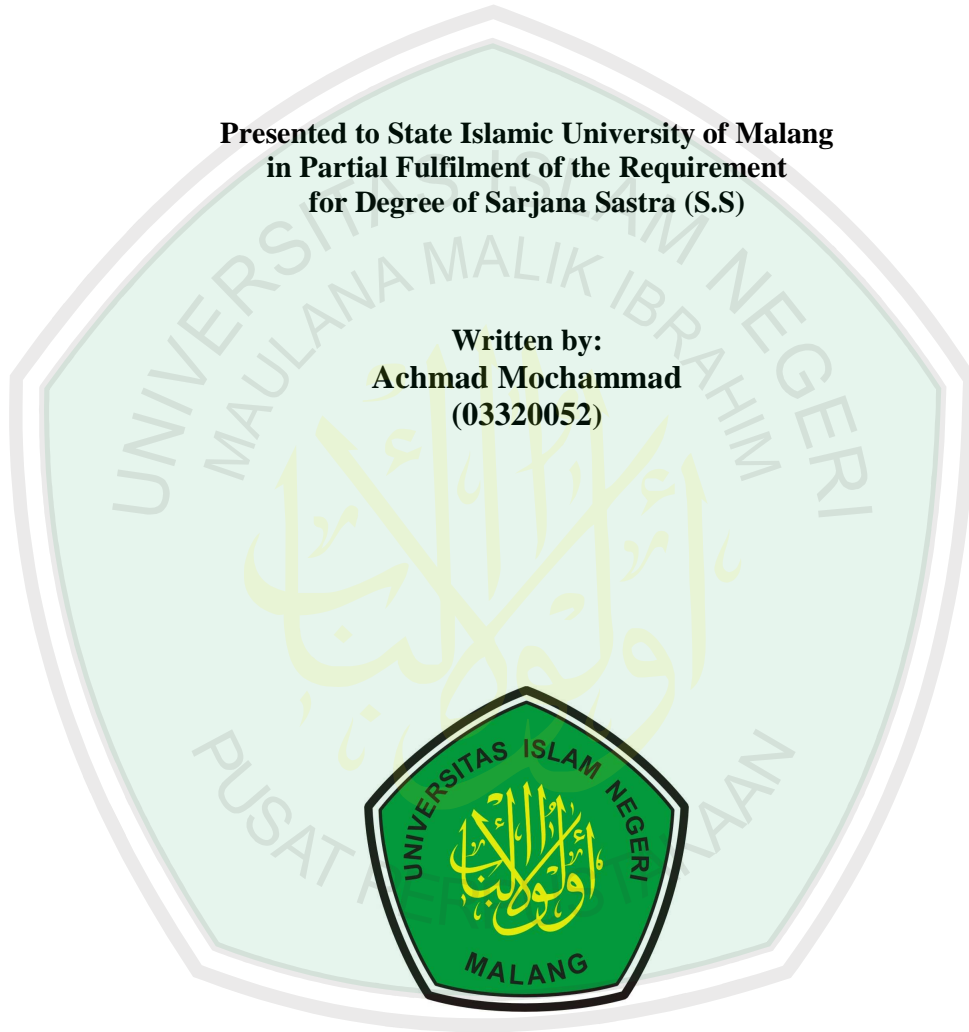 Presented to State Islamic University of Malang
in Partial Fulfilment of the Requirement
for Degree of Sarjana Sastra (S.S)
Written by:
Achmad Mochammad
(03320052)
UNIVERSITAS ISLAM NEGERI
MAULANA MALIK IBRAHIM
PUSAT PERPUSTAKAAN
UNIVERSITAS ISLAM NEGERI
أولوا الألباب
MALANG